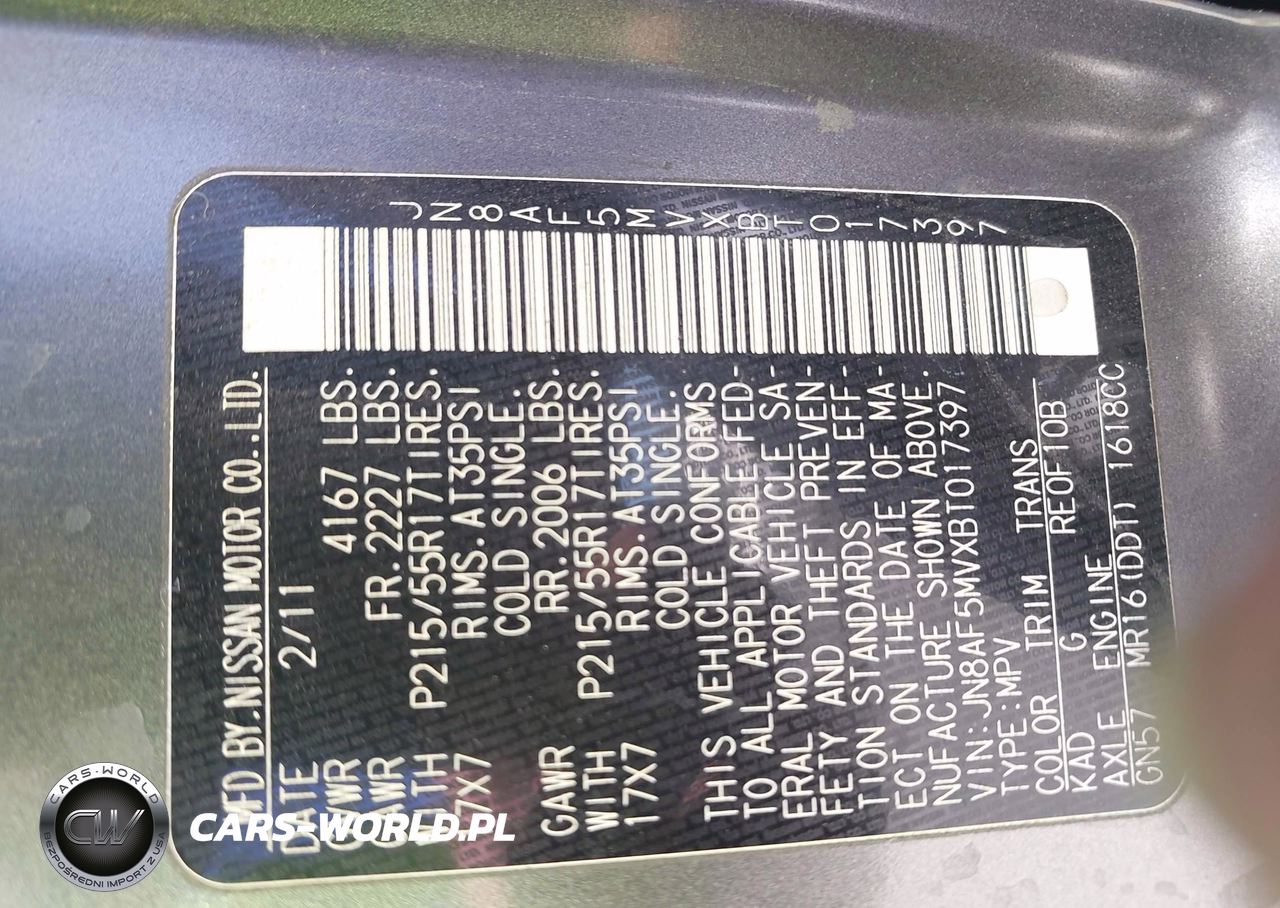 JN8AF5MVXBT017397
MFD BY.NISSAN MOTOR CO.,LTD.
DATE 2/11
GVWR 4167 LBS.
GAWR FR.2227 LBS.
WITH P215/55R17TIRES.
17X7 RIMS.AT35PSI
COLD SINGLE.
GAWR RR.2006 LBS.
WITH P215/55R17TIRES.
17X7 RIMS.AT35PSI
COLD SINGLE.
THIS VEHICLE CONFORMS
TO ALL APPLICABLE FED-
ERAL MOTOR VEHICLE SA-
FETY AND THEFT PREVEN-
TION STANDARDS IN EFF-
ECT ON THE DATE OF MA-
NUFACTURE SHOWN ABOVE.
VIN:JN8AF5MVXBT017397
TYPE:MPV
COLOR TRIM TRANS
KAD G RE0F10B
AXLE ENGINE
GN57 MR16(DDT) 1618CC
CARS-WORLD
CW
BEZPOŚREDNI IMPORT Z USA
CARS-WORLD.PL